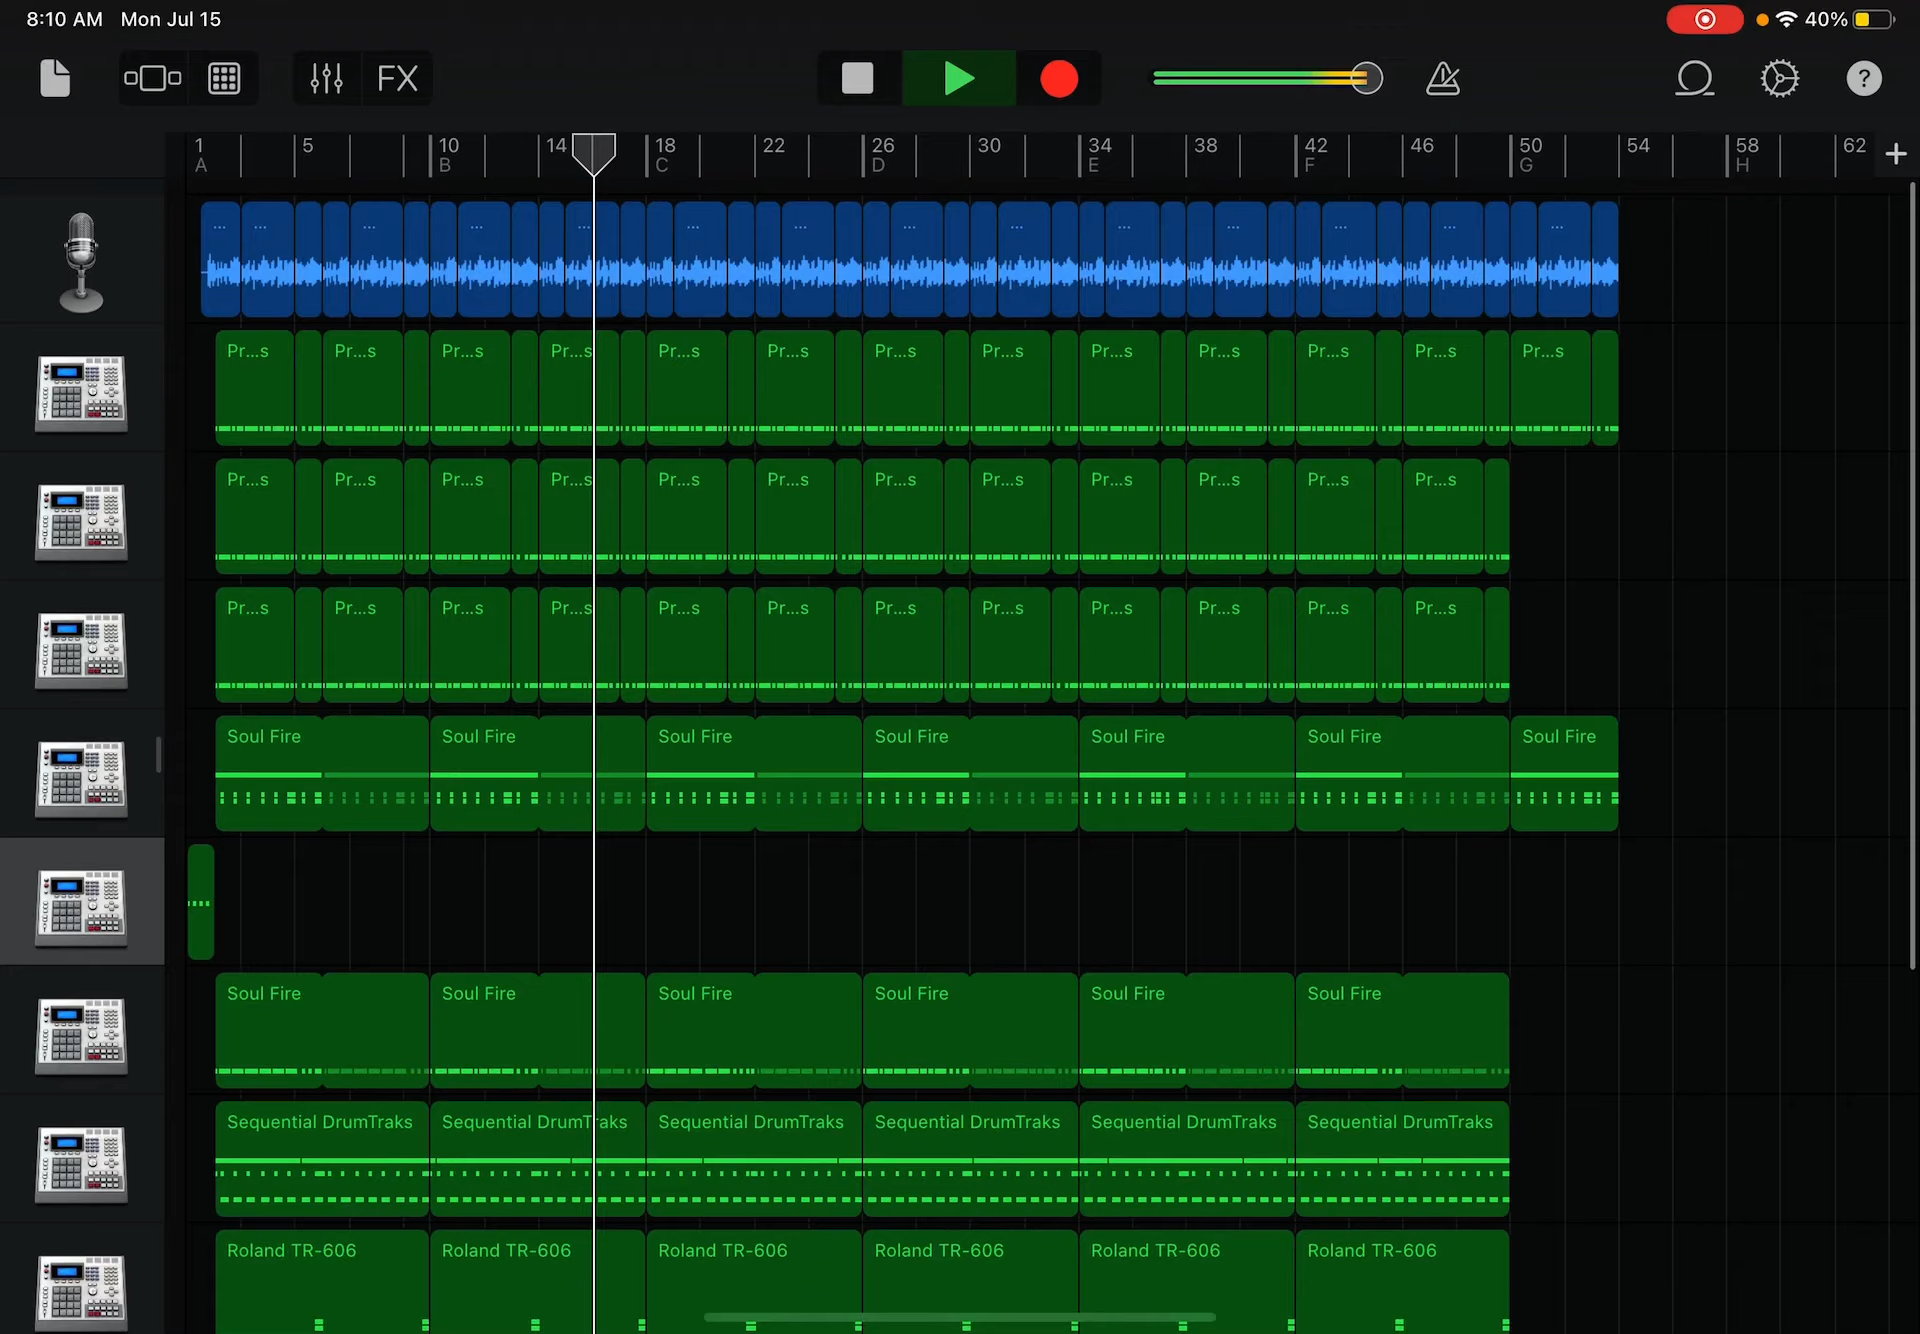 8:10 AM Mon Jul 15
40%
FX
?
1 5 10 14 18 22 26 30 34 38 42 46 50 54 58 62 +
A B C D E F G H
... ... ... ... ... ... ... ... ... ... ... ... ... ...
Pr...s Pr...s Pr...s Pr...s Pr...s Pr...s Pr...s Pr...s Pr...s Pr...s Pr...s Pr...s Pr...s
Pr...s Pr...s Pr...s Pr...s Pr...s Pr...s Pr...s Pr...s Pr...s Pr...s Pr...s Pr...s
Pr...s Pr...s Pr...s Pr...s Pr...s Pr...s Pr...s Pr...s Pr...s Pr...s Pr...s Pr...s
Soul Fire Soul Fire Soul Fire Soul Fire Soul Fire Soul Fire Soul Fire
Soul Fire Soul Fire Soul Fire Soul Fire Soul Fire Soul Fire
Sequential DrumTraks Sequential DrumTraks Sequential DrumTraks Sequential DrumTraks Sequential DrumTraks Sequential DrumTraks
Roland TR-606 Roland TR-606 Roland TR-606 Roland TR-606 Roland TR-606 Roland TR-606